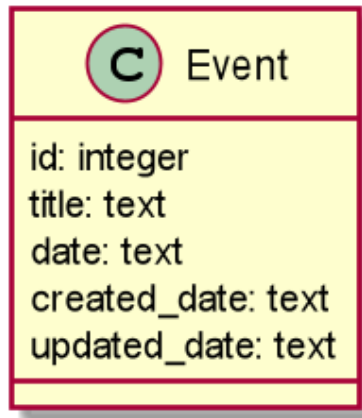 C Event
id: integer
title: text
date: text
created_date: text
updated_date: text